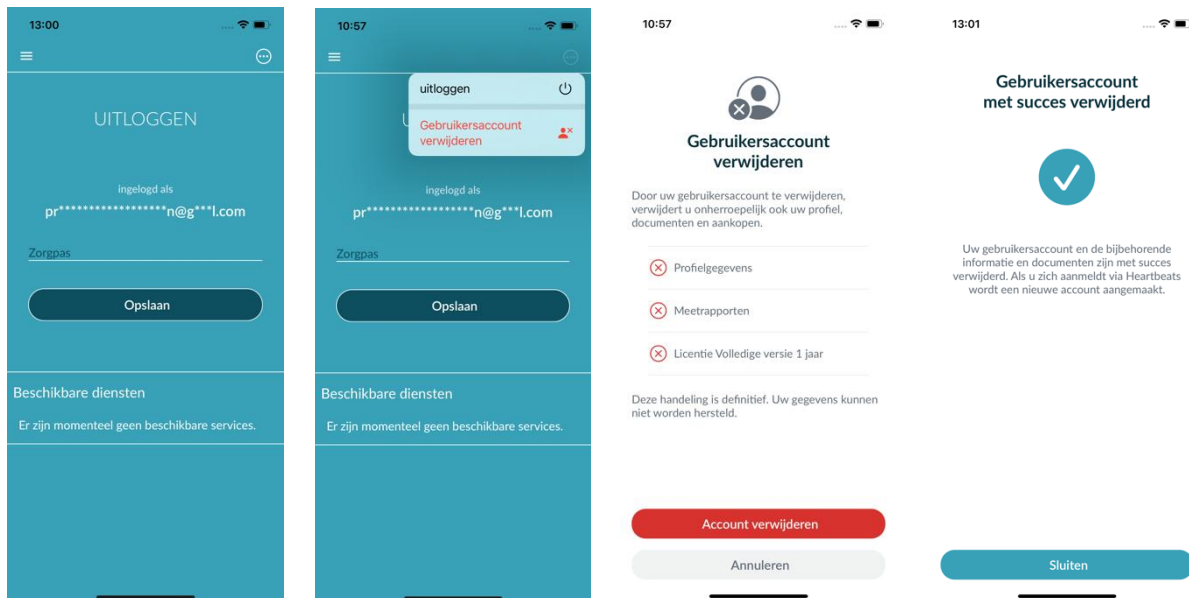 13:00
UITLOGGEN
ingelogd als
pr******************n@g***l.com
Zorgpas
Opslaan
Beschikbare diensten
Er zijn momenteel geen beschikbare services.
10:57
uitloggen
U
Gebruikersaccount
verwijderen
ingelogd als
pr******************n@g***l.com
Zorgpas
Opslaan
Beschikbare diensten
Er zijn momenteel geen beschikbare services.
10:57
Gebruikersaccount
verwijderen
Door uw gebruikersaccount te verwijderen,
verwijdert u onherroepelijk ook uw profiel,
documenten en aankopen.
Profielgegevens
Meetrapporten
Licentie Volledige versie 1 jaar
Deze handeling is definitief. Uw gegevens kunnen
niet worden hersteld.
Account verwijderen
Annuleren
13:01
Gebruikersaccount
met succes verwijderd
Uw gebruikersaccount en de bijbehorende
informatie en documenten zijn met succes
verwijderd. Als u zich aanmeldt via Heartbeats
wordt een nieuwe account aangemaakt.
Sluiten